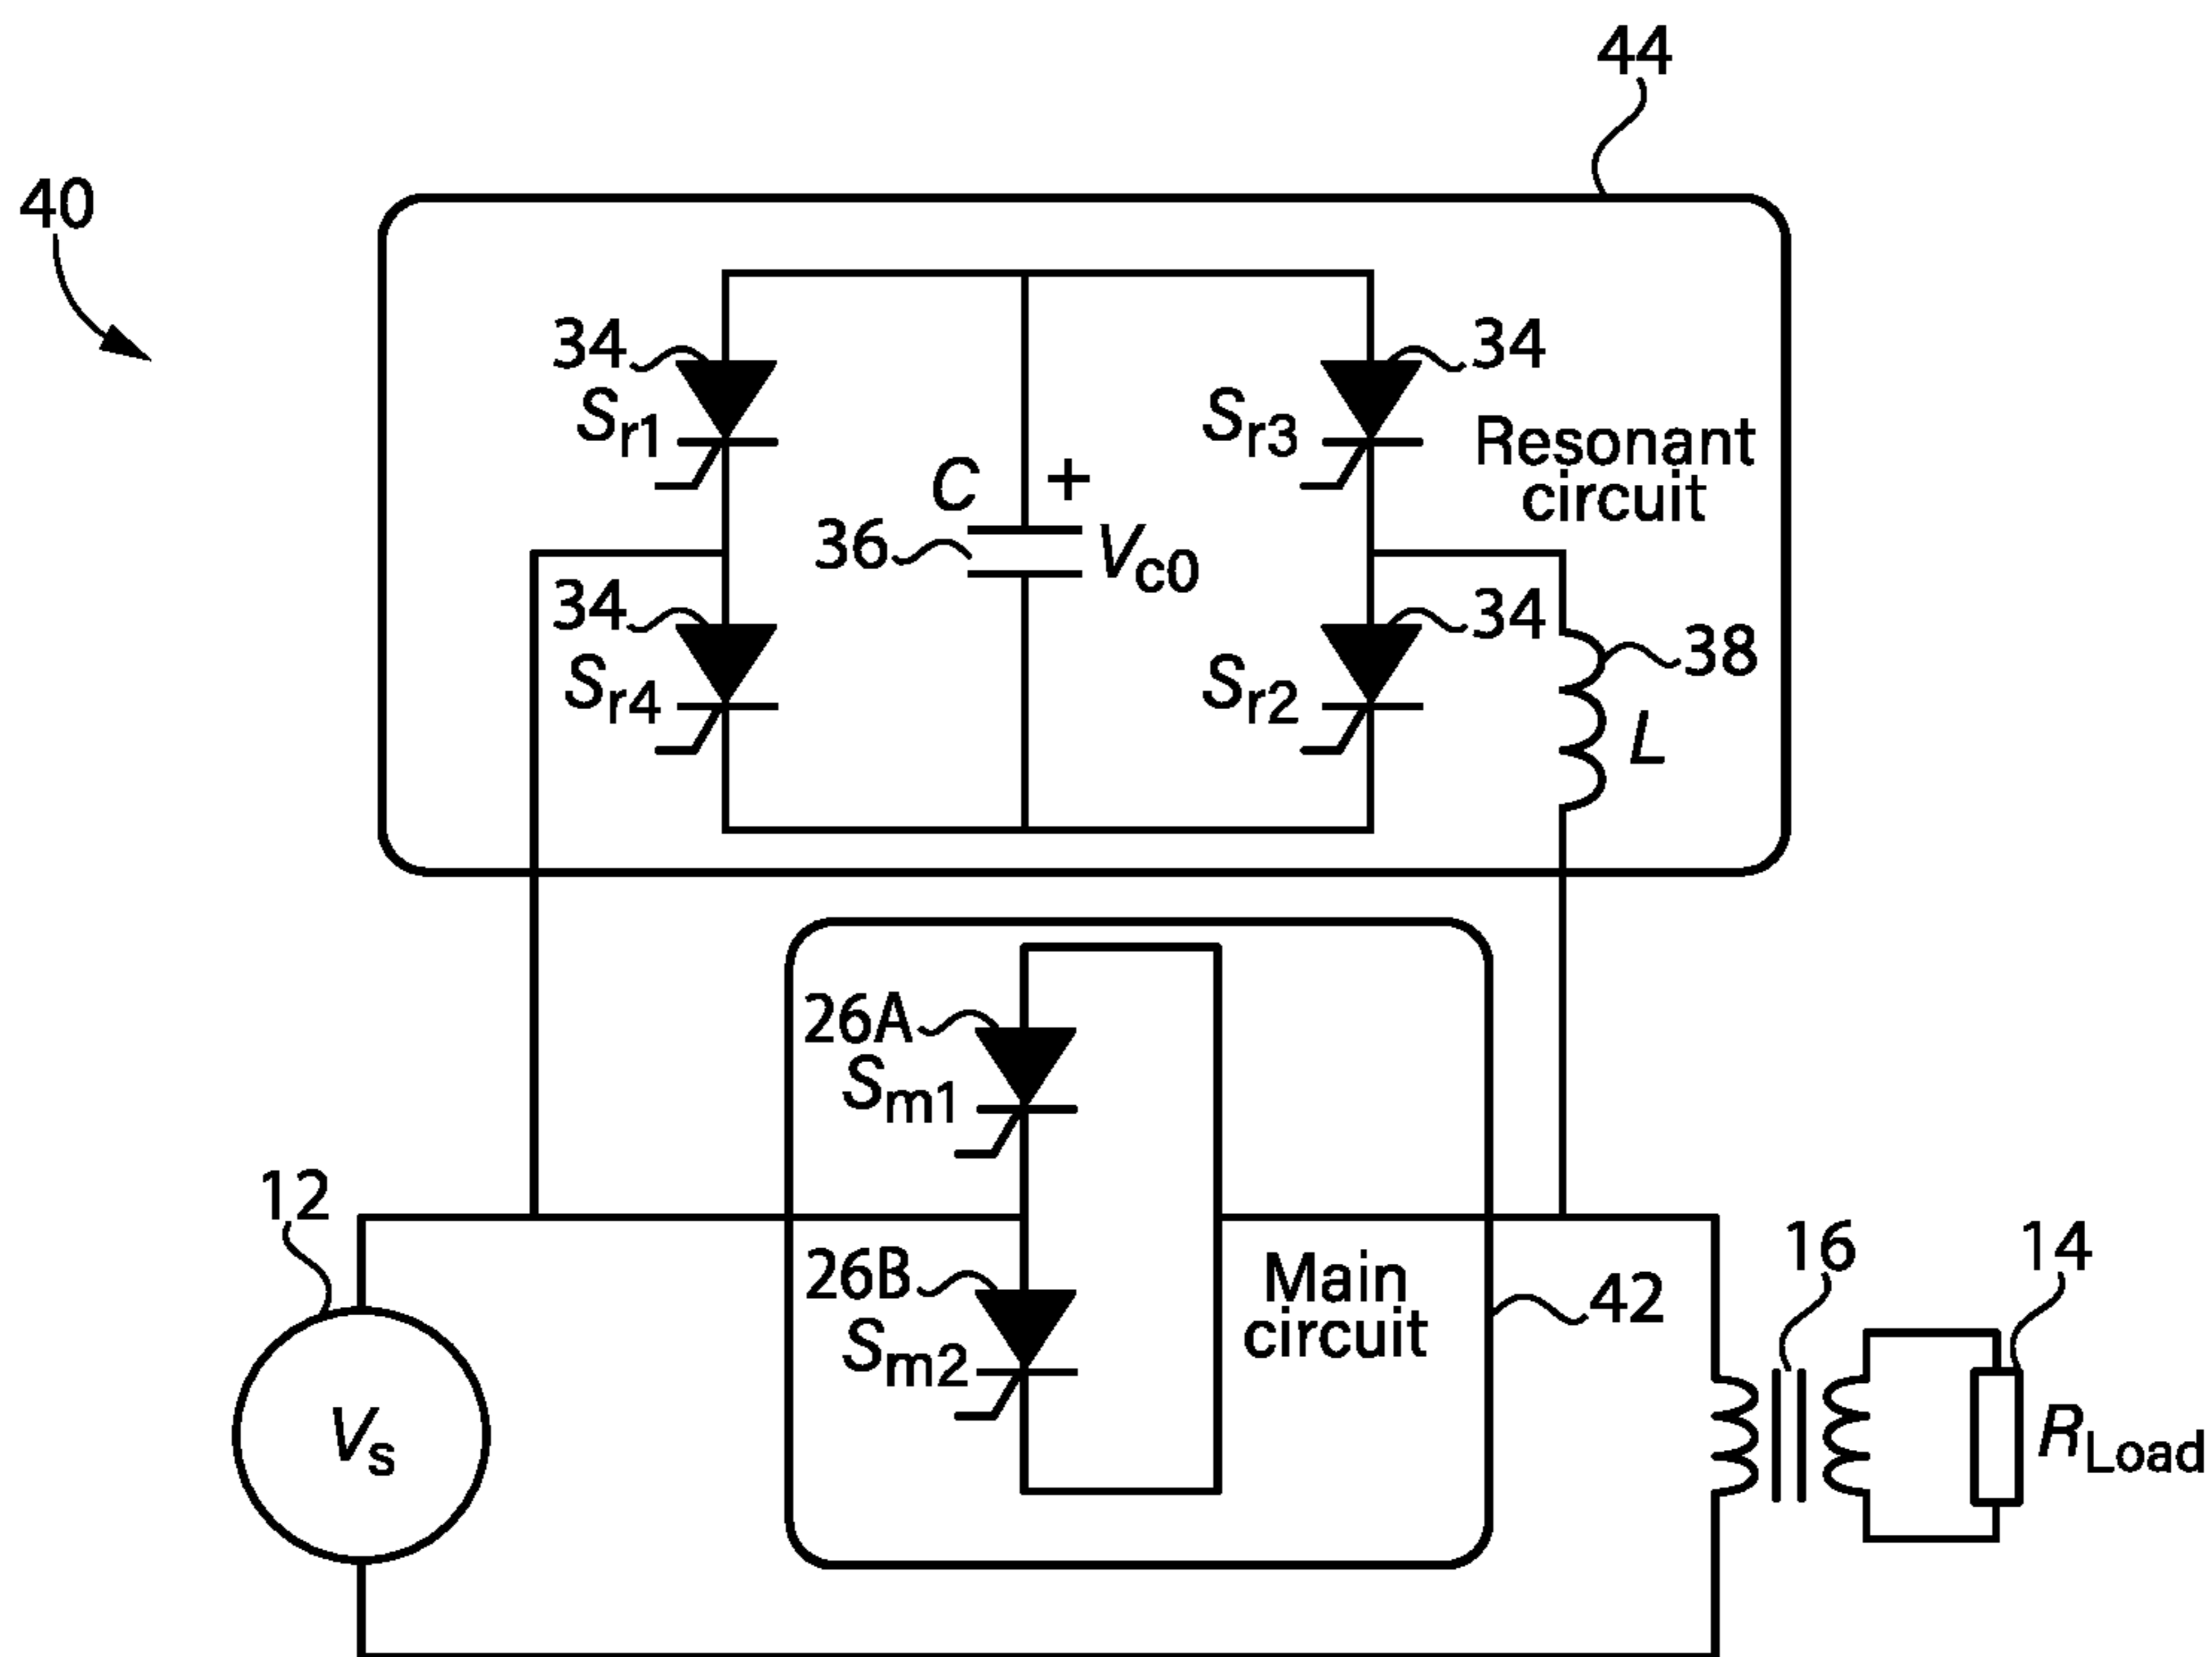 44
40
34
34
Sr1
Sr3
Resonant
circuit
C
+
36
Vc0
34
34
38
Sr4
Sr2
L
26A
Sm1
12
16
14
26B
Main
circuit
42
Sm2
Vs
RLoad